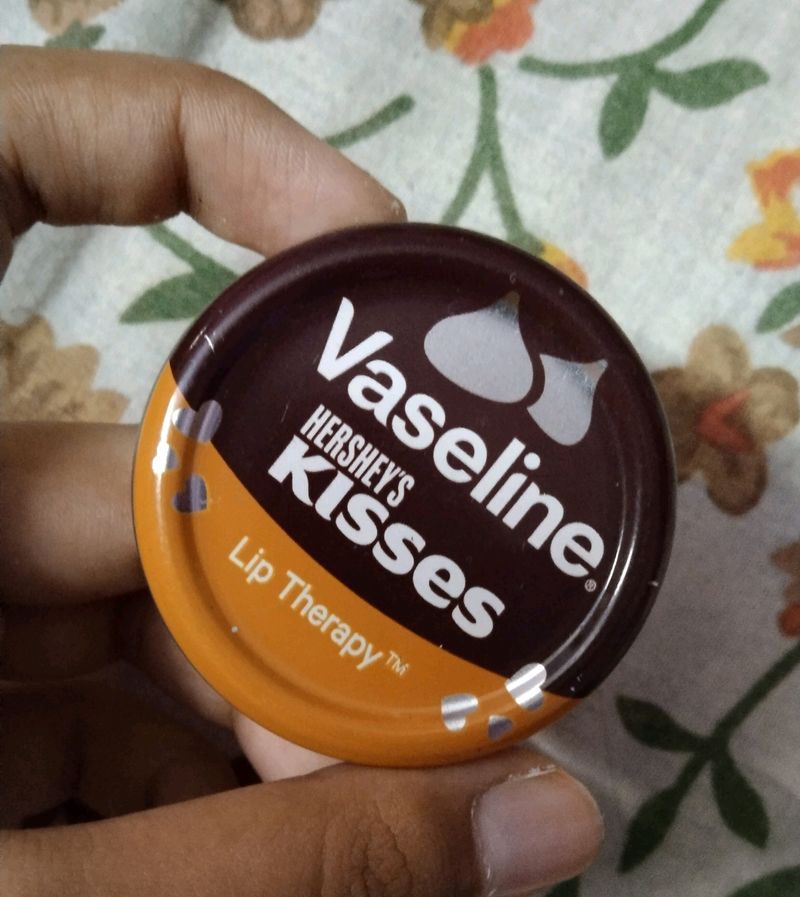 Vaseline®
HERSHEY'S
KISSES
Lip Therapy™